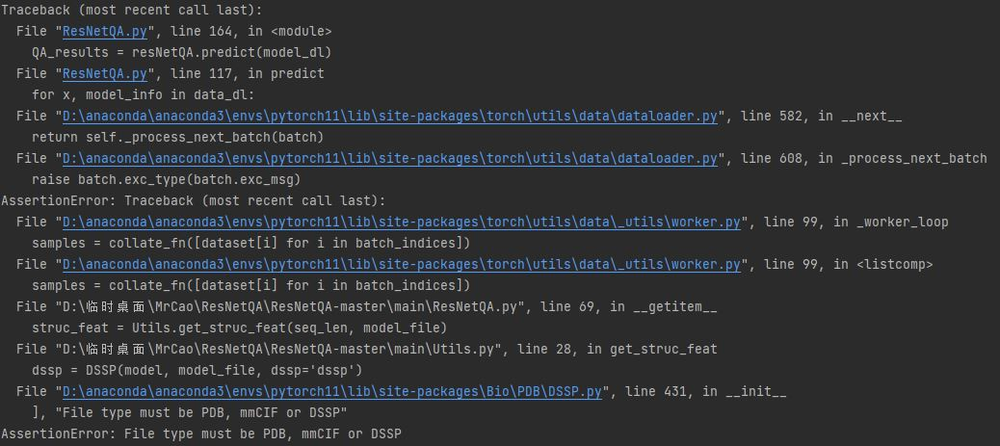 Traceback (most recent call last):
  File "ResNetQA.py", line 164, in <module>
    QA_results = resNetQA.predict(model_dl)
  File "ResNetQA.py", line 117, in predict
    for x, model_info in data_dl:
  File "D:\anaconda\anaconda3\envs\pytorch11\lib\site-packages\torch\utils\data\dataloader.py", line 582, in __next__
    return self._process_next_batch(batch)
  File "D:\anaconda\anaconda3\envs\pytorch11\lib\site-packages\torch\utils\data\dataloader.py", line 608, in _process_next_batch
    raise batch.exc_type(batch.exc_msg)
AssertionError: Traceback (most recent call last):
  File "D:\anaconda\anaconda3\envs\pytorch11\lib\site-packages\torch\utils\data\_utils\worker.py", line 99, in _worker_loop
    samples = collate_fn([dataset[i] for i in batch_indices])
  File "D:\anaconda\anaconda3\envs\pytorch11\lib\site-packages\torch\utils\data\_utils\worker.py", line 99, in <listcomp>
    samples = collate_fn([dataset[i] for i in batch_indices])
  File "D:\临时桌面\MrCao\ResNetQA\ResNetQA-master\main\ResNetQA.py", line 69, in __getitem__
    struc_feat = Utils.get_struc_feat(seq_len, model_file)
  File "D:\临时桌面\MrCao\ResNetQA\ResNetQA-master\main\Utils.py", line 28, in get_struc_feat
    dssp = DSSP(model, model_file, dssp='dssp')
  File "D:\anaconda\anaconda3\envs\pytorch11\lib\site-packages\Bio\PDB\DSSP.py", line 431, in __init__
    ], "File type must be PDB, mmCIF or DSSP"
AssertionError: File type must be PDB, mmCIF or DSSP